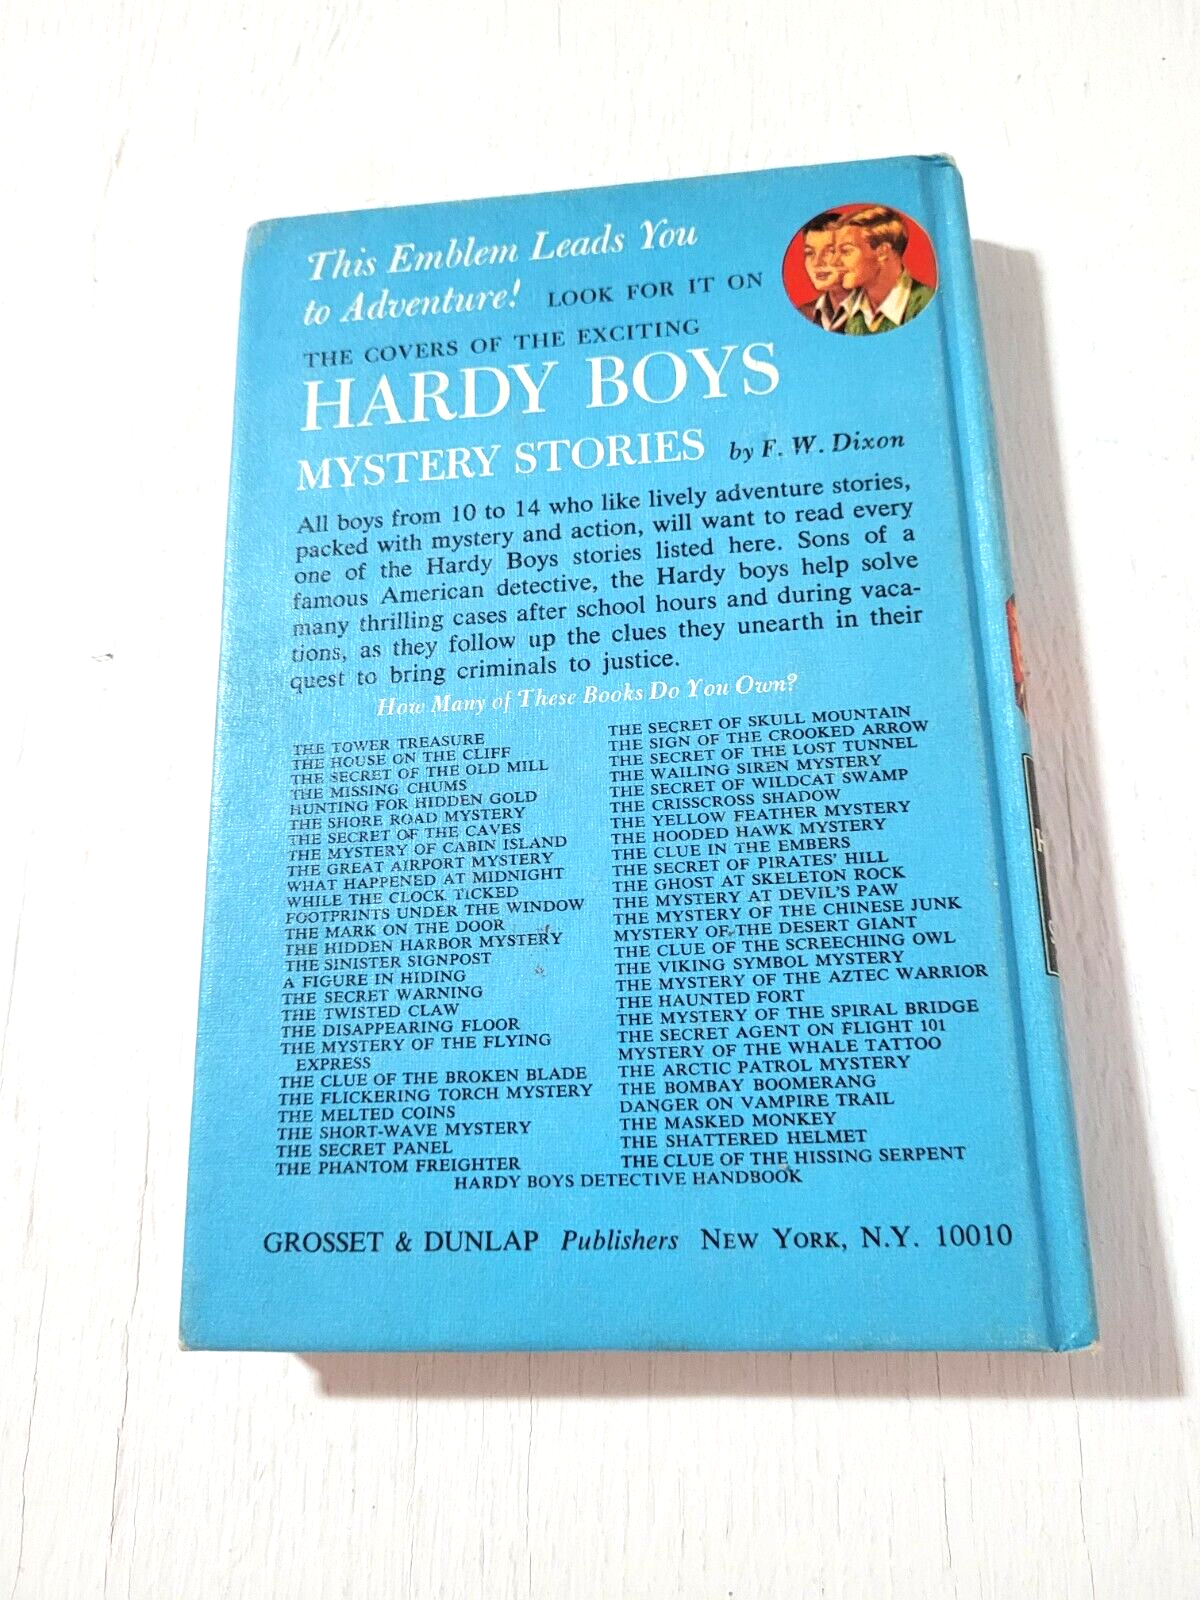 This Emblem Leads You
to Adventure! LOOK FOR IT ON
THE COVERS OF THE EXCITING
HARDY BOYS
MYSTERY STORIES by F. W. Dixon
All boys from 10 to 14 who like lively adventure stories,
packed with mystery and action, will want to read every
one of the Hardy Boys stories listed here. Sons of a
famous American detective, the Hardy boys help solve
many thrilling cases after school hours and during vaca-
tions, as they follow up the clues they unearth in their
quest to bring criminals to justice.
How Many of These Books Do You Own?
THE TOWER TREASURE
THE HOUSE ON THE CLIFF
THE SECRET OF THE OLD MILL
THE MISSING CHUMS
HUNTING FOR HIDDEN GOLD
THE SHORE ROAD MYSTERY
THE SECRET OF THE CAVES
THE MYSTERY OF CABIN ISLAND
THE GREAT AIRPORT MYSTERY
WHAT HAPPENED AT MIDNIGHT
WHILE THE CLOCK TICKED
FOOTPRINTS UNDER THE WINDOW
THE MARK ON THE DOOR
THE HIDDEN HARBOR MYSTERY
THE SINISTER SIGNPOST
A FIGURE IN HIDING
THE SECRET WARNING
THE TWISTED CLAW
THE DISAPPEARING FLOOR
THE MYSTERY OF THE FLYING
EXPRESS
THE CLUE OF THE BROKEN BLADE
THE FLICKERING TORCH MYSTERY
THE MELTED COINS
THE SHORT-WAVE MYSTERY
THE SECRET PANEL
THE PHANTOM FREIGHTER
THE SECRET OF SKULL MOUNTAIN
THE SIGN OF THE CROOKED ARROW
THE SECRET OF THE LOST TUNNEL
THE WAILING SIREN MYSTERY
THE SECRET OF WILDCAT SWAMP
THE CRISSCROSS SHADOW
THE YELLOW FEATHER MYSTERY
THE HOODED HAWK MYSTERY
THE CLUE IN THE EMBERS
THE SECRET OF PIRATES' HILL
THE GHOST AT SKELETON ROCK
THE MYSTERY AT DEVIL'S PAW
THE MYSTERY OF THE CHINESE JUNK
MYSTERY OF THE DESERT GIANT
THE CLUE OF THE SCREECHING OWL
THE VIKING SYMBOL MYSTERY
THE MYSTERY OF THE AZTEC WARRIOR
THE HAUNTED FORT
THE MYSTERY OF THE SPIRAL BRIDGE
THE SECRET AGENT ON FLIGHT 101
MYSTERY OF THE WHALE TATTOO
THE ARCTIC PATROL MYSTERY
THE BOMBAY BOOMERANG
DANGER ON VAMPIRE TRAIL
THE MASKED MONKEY
THE SHATTERED HELMET
THE CLUE OF THE HISSING SERPENT
HARDY BOYS DETECTIVE HANDBOOK
GROSSET & DUNLAP Publishers NEW YORK, N.Y. 10010